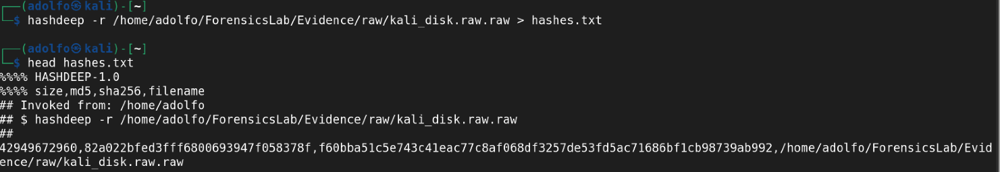 ┌──(adolfo㉿kali)-[~]
└─$ hashdeep -r /home/adolfo/ForensicsLab/Evidence/raw/kali_disk.raw.raw > hashes.txt
┌──(adolfo㉿kali)-[~]
└─$ head hashes.txt
%%%% HASHDEEP-1.0
%%%% size,md5,sha256,filename
## Invoked from: /home/adolfo
## $ hashdeep -r /home/adolfo/ForensicsLab/Evidence/raw/kali_disk.raw.raw
##
42949672960,82a022bfed3fff6800693947f058378f,f60bba51c5e743c41eac77c8af068df3257de53fd5ac71686bf1cb98739ab992,/home/adolfo/ForensicsLab/Evid
ence/raw/kali_disk.raw.raw